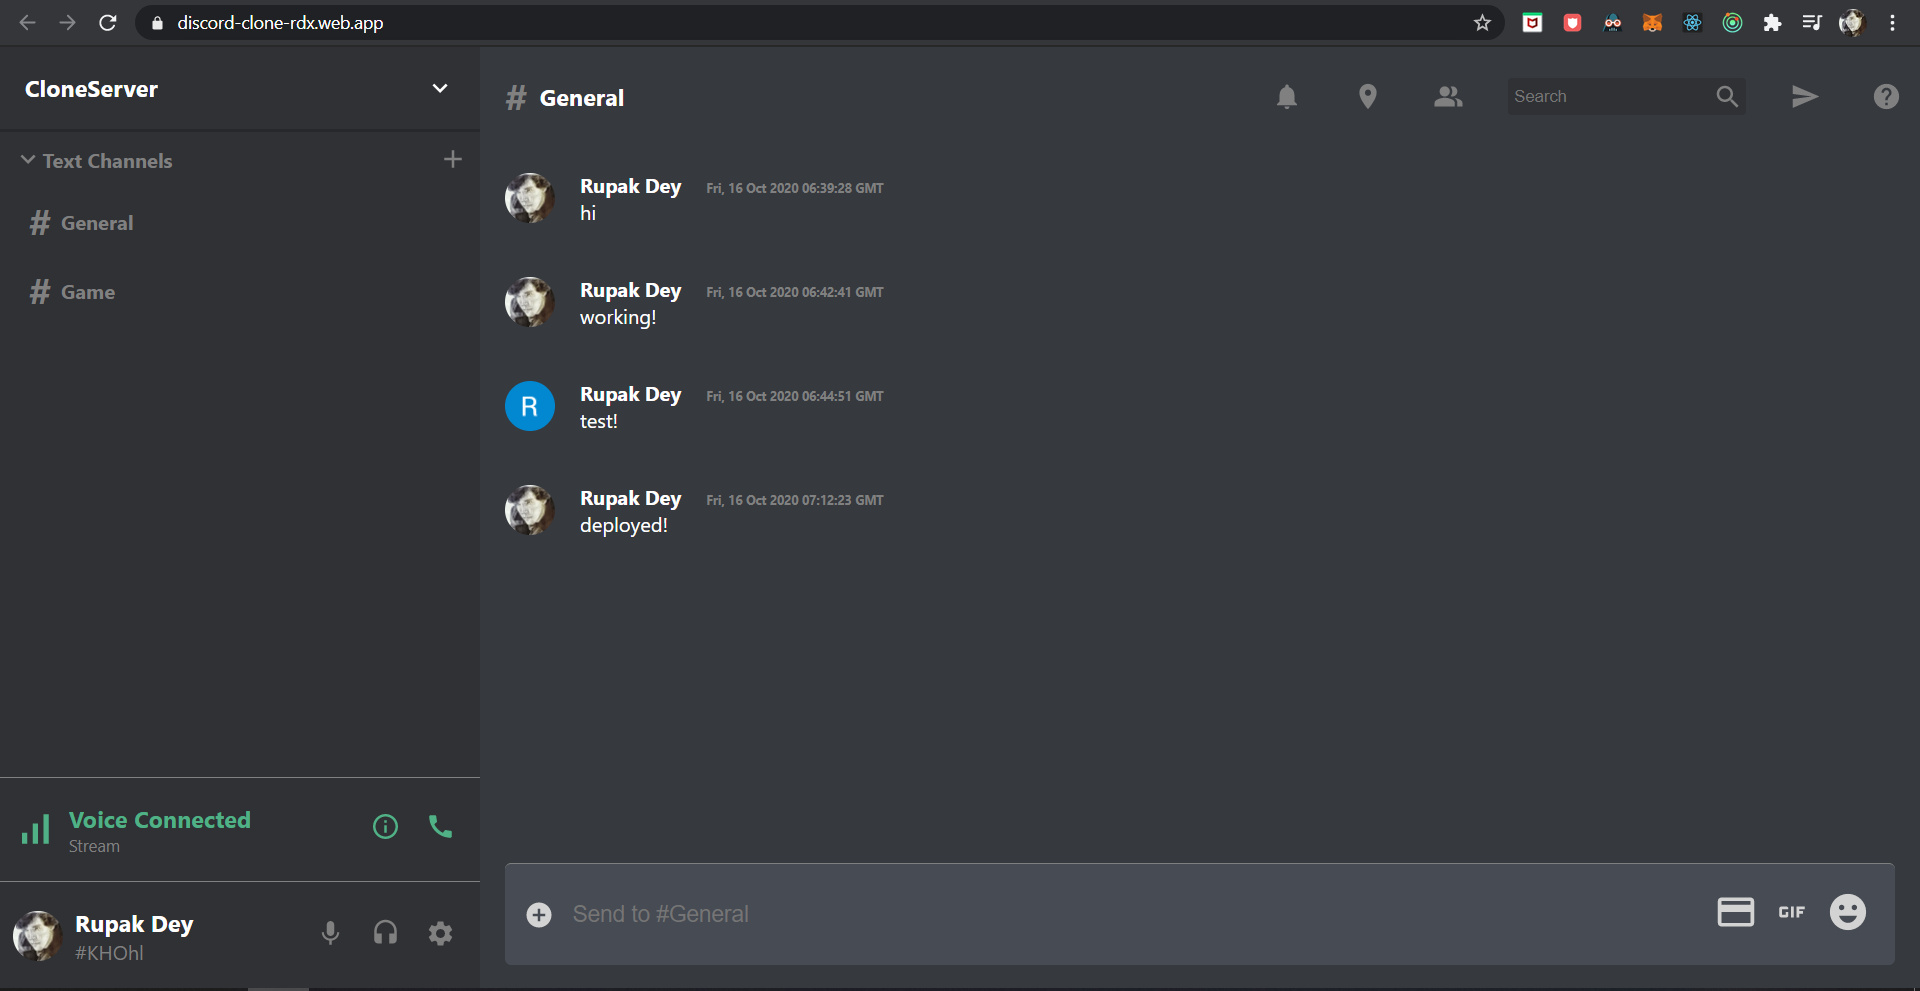 discord-clone-rdx.web.app
CloneServer
Text Channels
# General
# Game
Voice Connected
Stream
Rupak Dey
#KHOhl
# General
Search
Rupak Dey Fri, 16 Oct 2020 06:39:28 GMT
hi
Rupak Dey Fri, 16 Oct 2020 06:42:41 GMT
working!
R
Rupak Dey Fri, 16 Oct 2020 06:44:51 GMT
test!
Rupak Dey Fri, 16 Oct 2020 07:12:23 GMT
deployed!
Send to #General
GIF